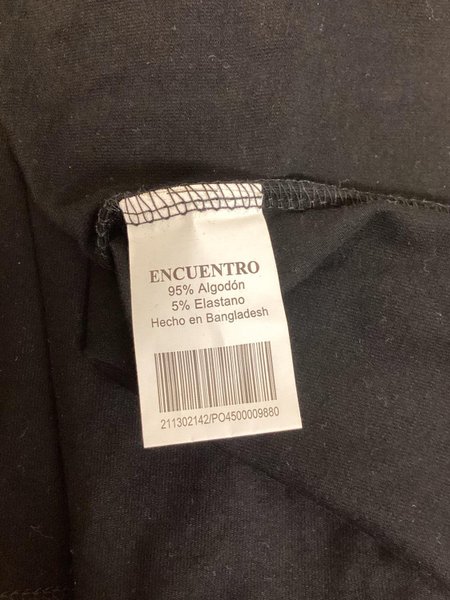 ENCUENTRO
95% Algodón
5% Elastano
Hecho en Bangladesh
211302142/PO4500009880